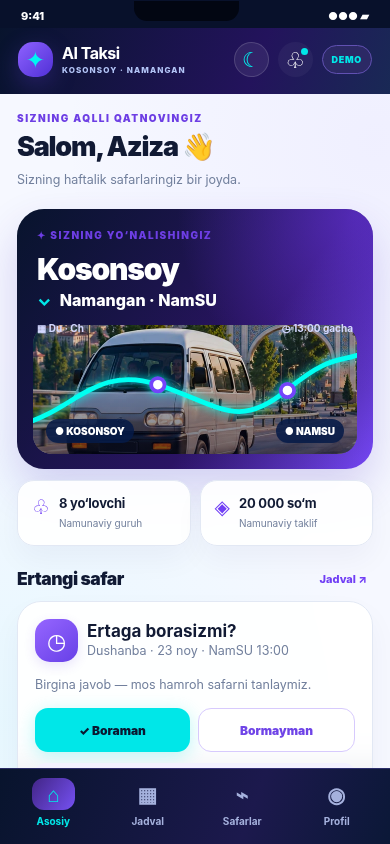 9:41
AI Taksi
KOSONSOY · NAMANGAN
DEMO
SIZNING AQLLI QATNOVINGIZ
Salom, Aziza 👋
Sizning haftalik safarlaringiz bir joyda.
✦ SIZNING YO‘NALISHINGIZ
Kosonsoy
Namangan · NamSU
Du - Ch
13:00 gacha
KOSONSOY
NAMSU
8 yo‘lovchi
Namunaviy guruh
20 000 so‘m
Namunaviy taklif
Ertangi safar
Jadval ↗
Ertaga borasizmi?
Dushanba · 23 noy · NamSU 13:00
Birgina javob — mos hamroh safarni tanlaymiz.
✓ Boraman
Bormayman
Asosiy
Jadval
Safarlar
Profil